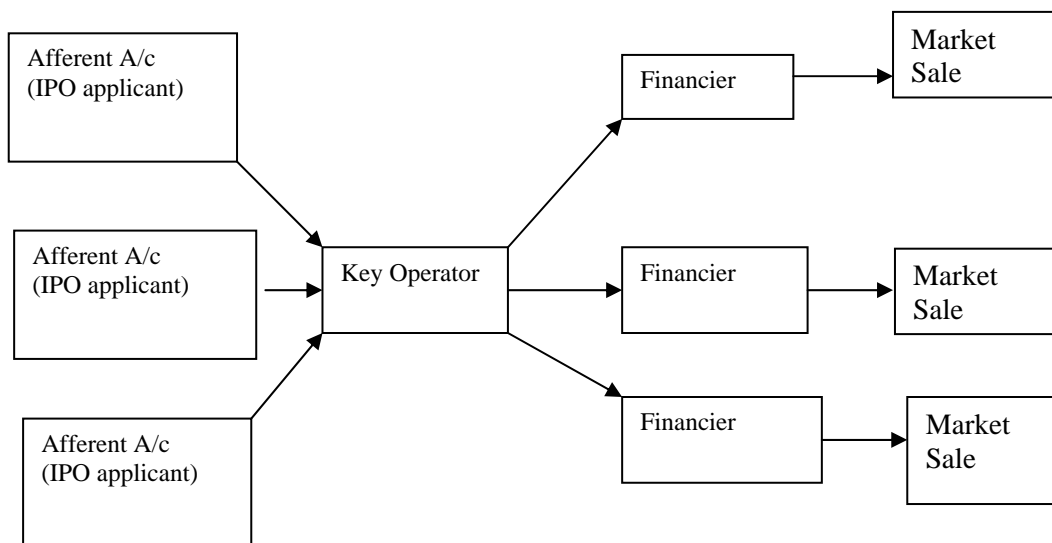 Afferent A/c
(IPO applicant)
Financier
Market
Sale
Afferent A/c
(IPO applicant)
Key Operator
Financier
Market
Sale
Afferent A/c
(IPO applicant)
Financier
Market
Sale